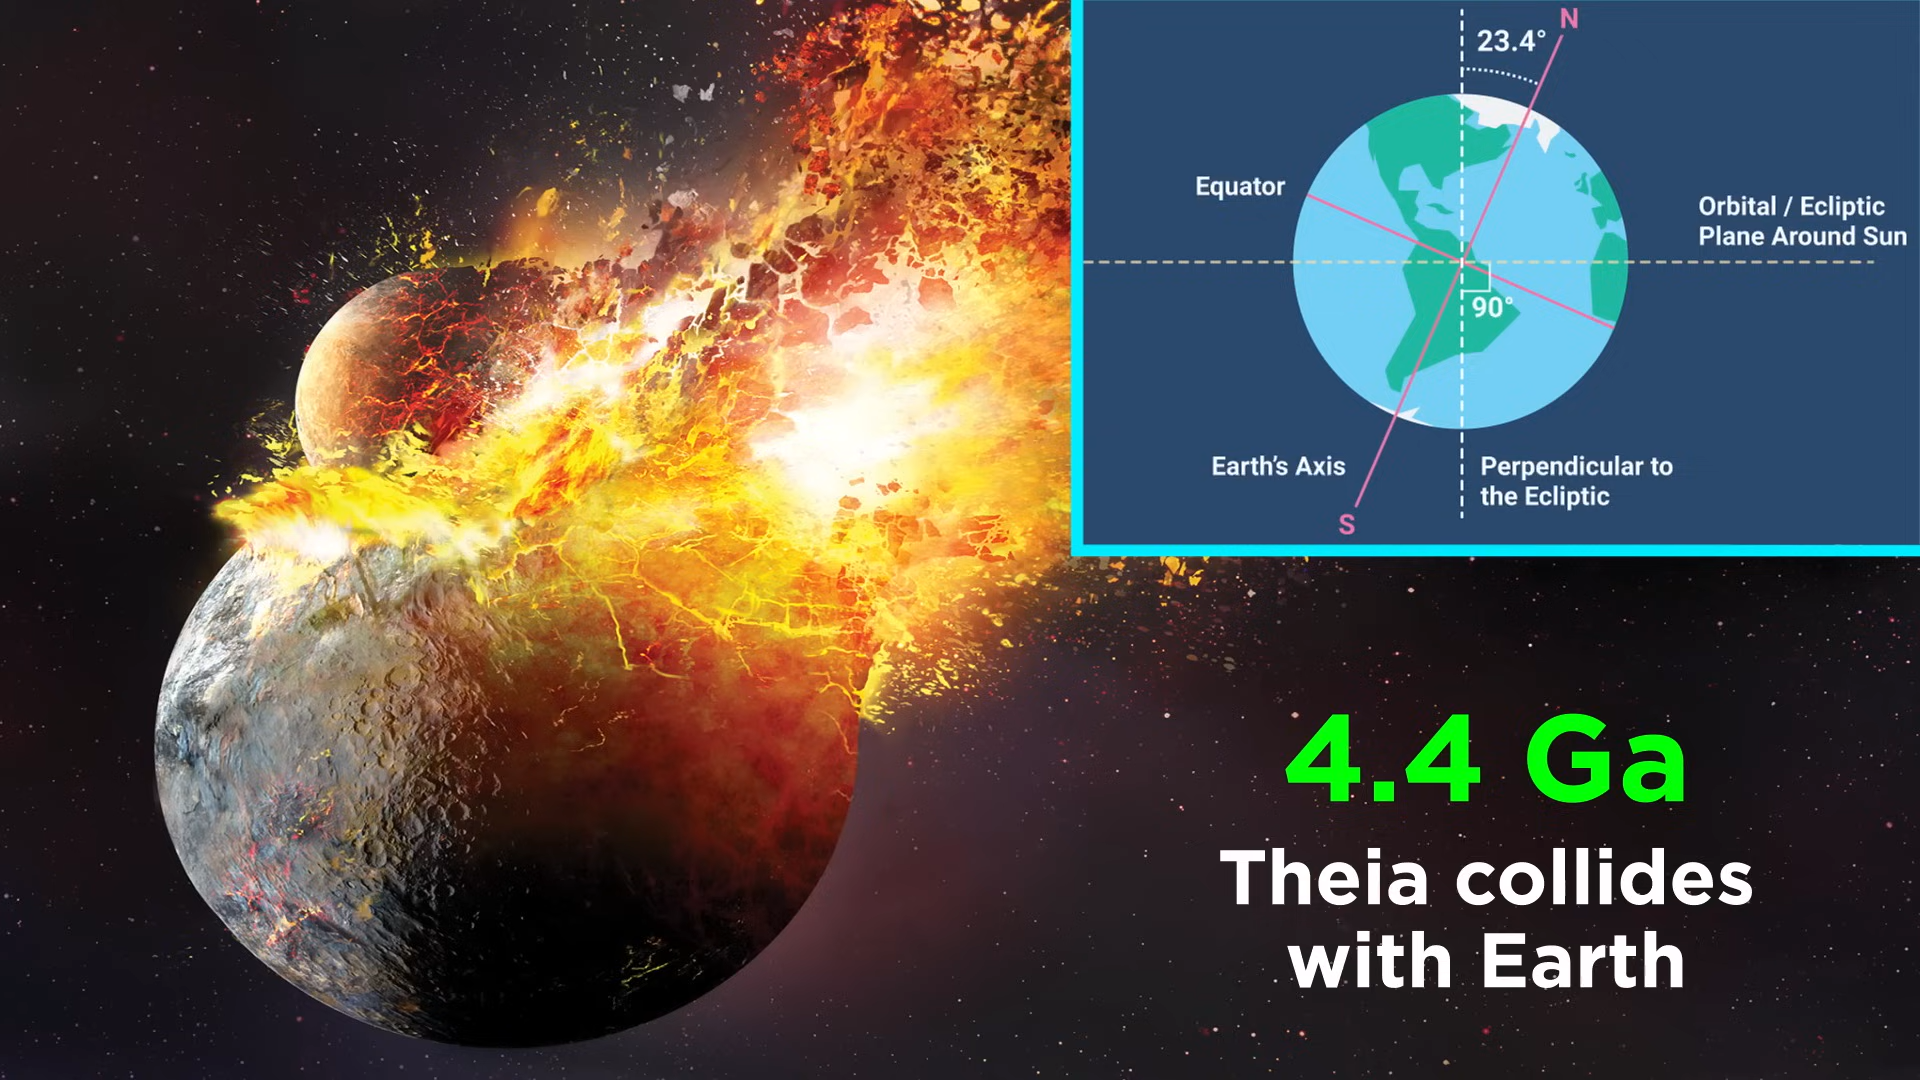 N
23.4°
Equator
Orbital / Ecliptic
Plane Around Sun
90°
Earth's Axis
Perpendicular to
the Ecliptic
S
4.4 Ga
Theia collides
with Earth